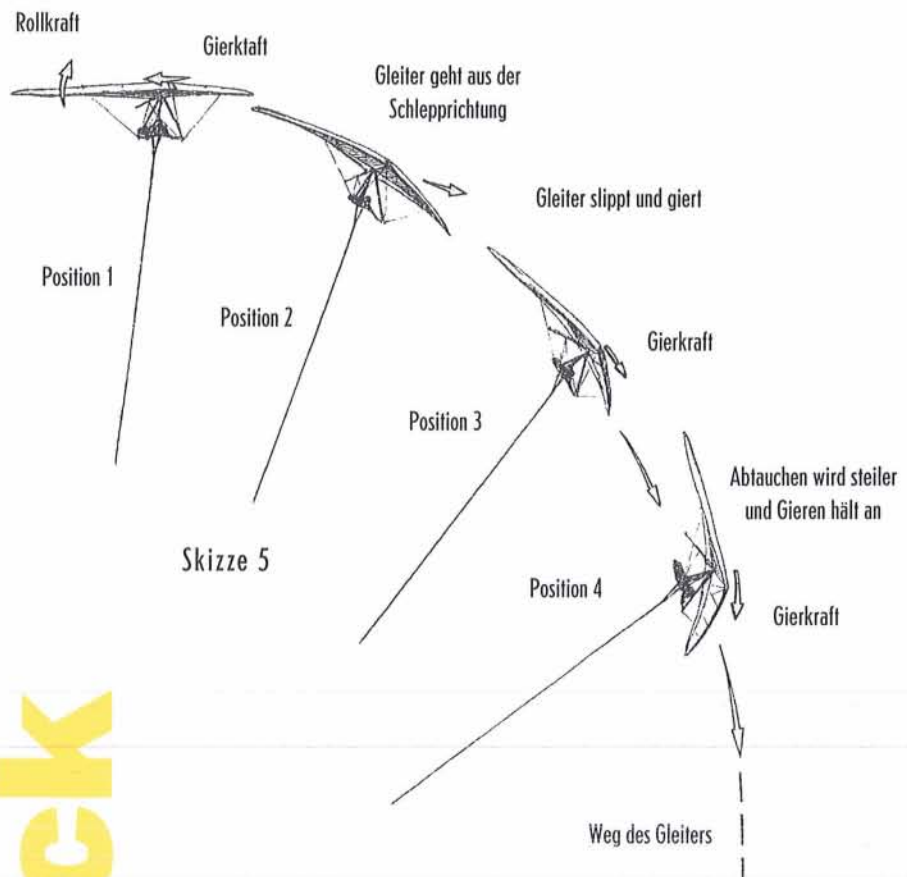 Rollkraft
Gierktaft
Gleiter geht aus der
Schlepprichtung
Gleiter slippt und giert
Position 1
Position 2
Gierkraft
Position 3
Abtauchen wird steiler
und Gieren hält an
Skizze 5
Position 4
Gierkraft
Weg des Gleiters
ck